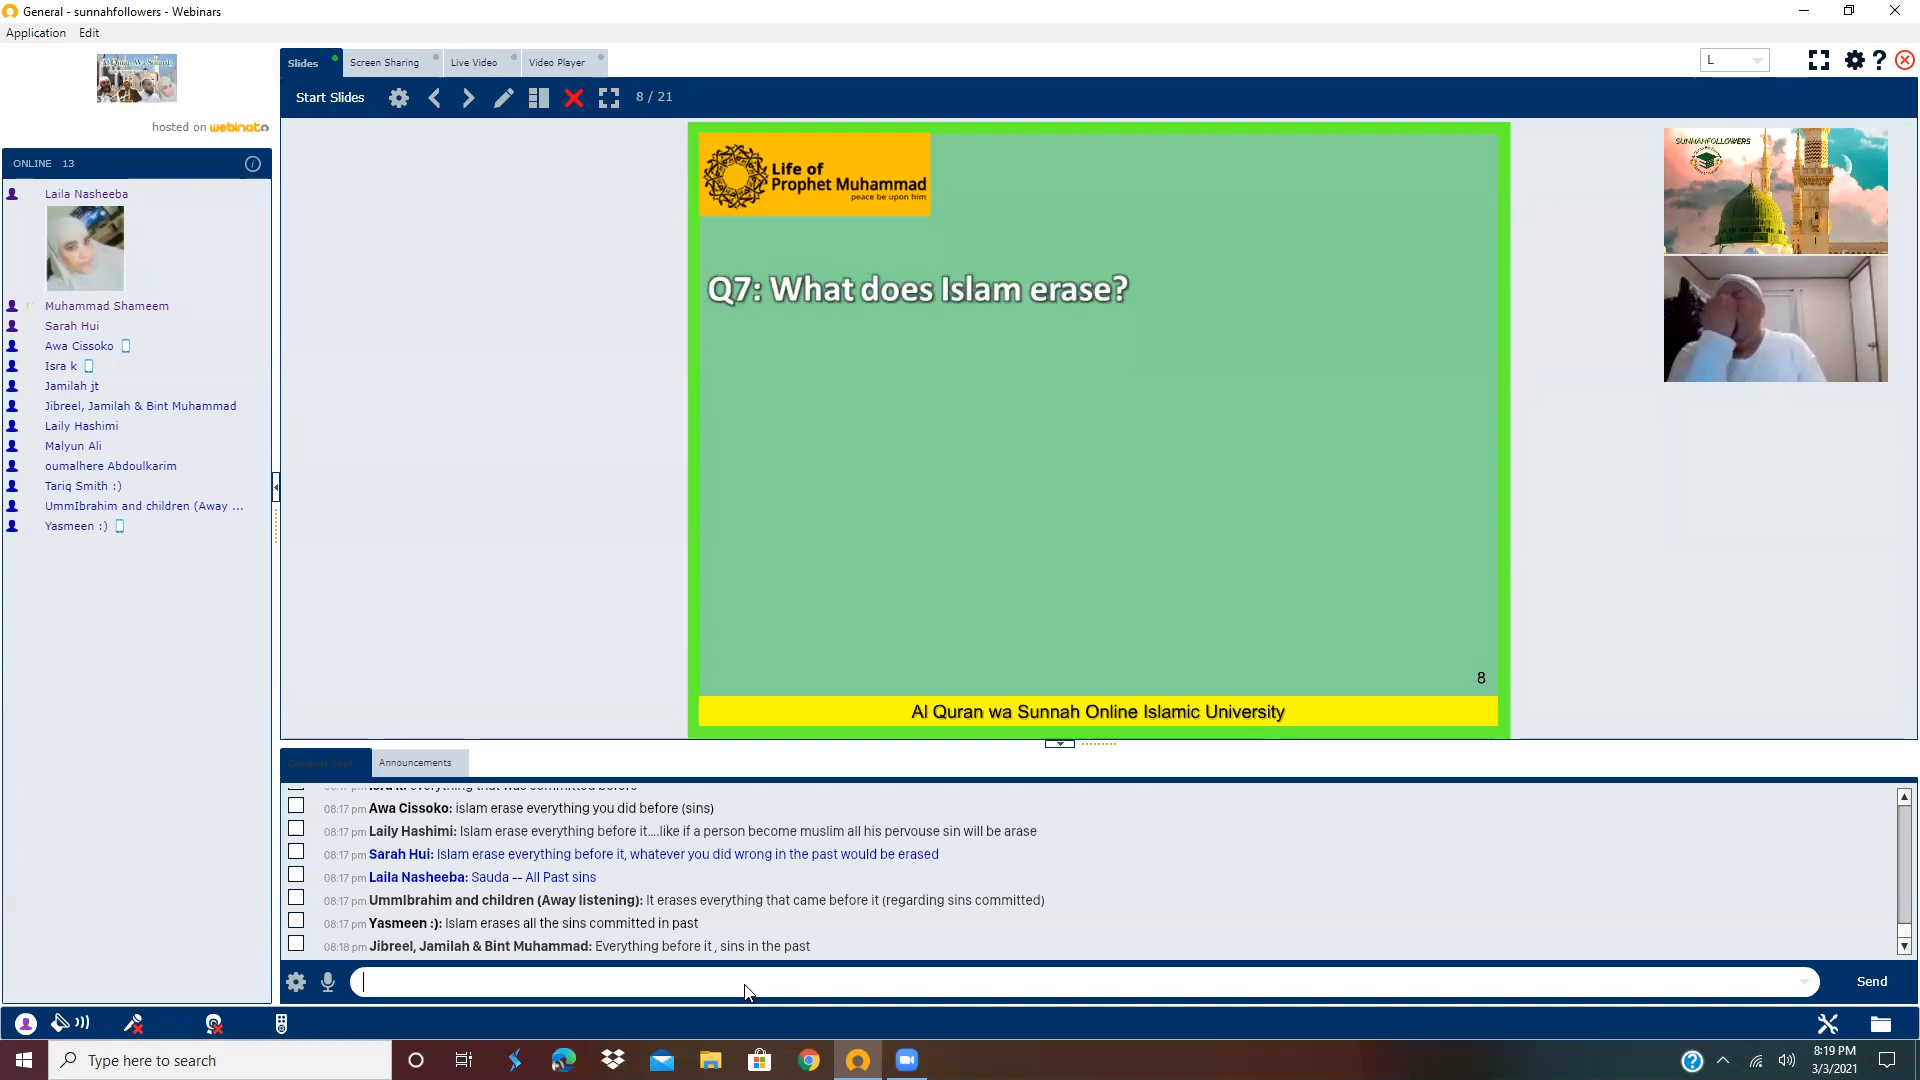 General - sunnahfollowers - Webinars
Application Edit
hosted on webinato
ONLINE 13
Laila Nasheeba
Muhammad Shameem
Sarah Hui
Awa Cissoko
Isra k
Jamilah jt
Jibreel, Jamilah & Bint Muhammad
Laily Hashimi
Malyun Ali
oumalhere Abdoulkarim
Tariq Smith :)
UmmIbrahim and children (Away ...
Yasmeen :)
Slides Screen Sharing Live Video Video Player
L
Start Slides 8 / 21
Life of
Prophet Muhammad
peace be upon him
Q7: What does Islam erase?
8
Al Quran wa Sunnah Online Islamic University
SUNNAHFOLLOWERS
General Chat Announcements
08:17 pm Awa Cissoko: islam erase everything you did before (sins)
08:17 pm Laily Hashimi: Islam erase everything before it....like if a person become muslim all his pervouse sin will be arase
08:17 pm Sarah Hui: Islam erase everything before it, whatever you did wrong in the past would be erased
08:17 pm Laila Nasheeba: Sauda -- All Past sins
08:17 pm UmmIbrahim and children (Away listening): It erases everything that came before it (regarding sins committed)
08:17 pm Yasmeen :): Islam erases all the sins committed in past
08:18 pm Jibreel, Jamilah & Bint Muhammad: Everything before it , sins in the past
Send
Type here to search
8:19 PM
3/3/2021